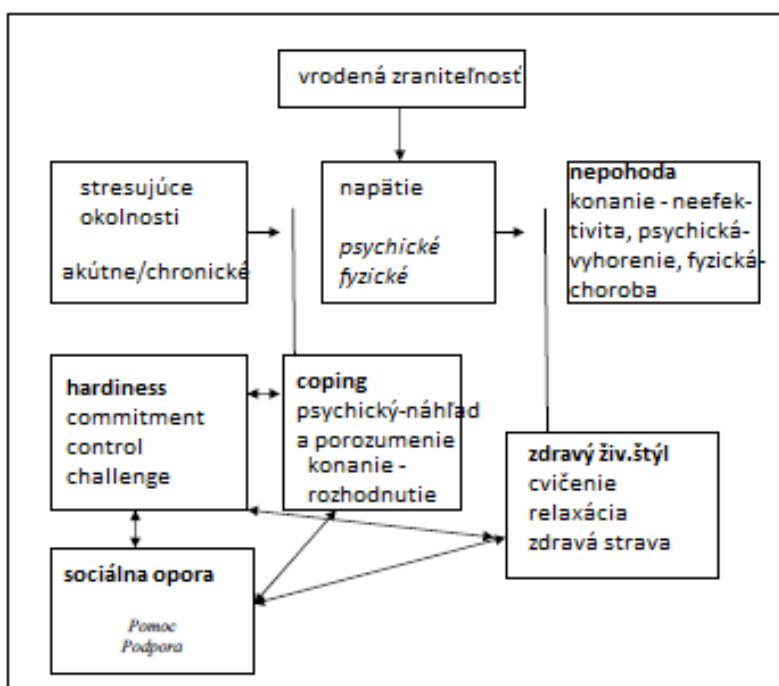 vrodená zraniteľnosť
stresujúce
okolnosti
akútne/chronické
napätie
psychické
fyzické
nepohoda
konanie - neefek-
tivita, psychická-
vyhorenie, fyzická-
choroba
hardiness
commitment
control
challenge
coping
psychický-náhľad
a porozumenie
konanie -
rozhodnutie
zdravý živ.štýl
cvičenie
relaxácia
zdravá strava
sociálna opora
Pomoc
Podpora